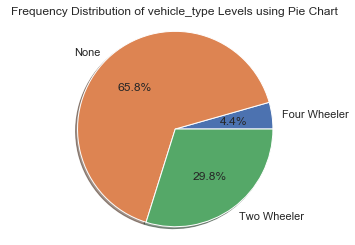 Frequency Distribution of vehicle_type Levels using Pie Chart
None
65.8%
4.4%
Four Wheeler
29.8%
Two Wheeler